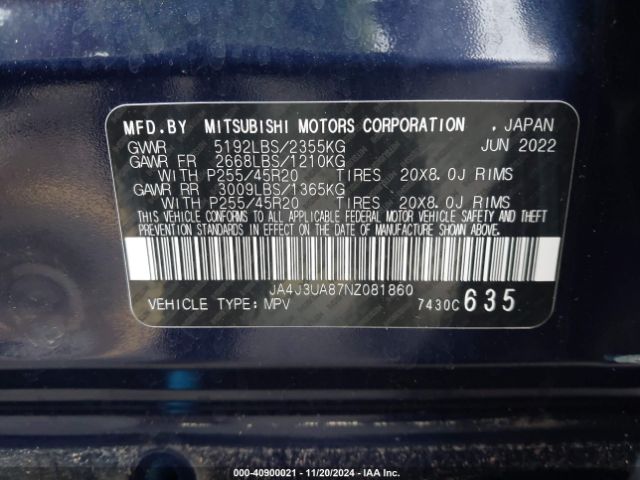 MFD.BY MITSUBISHI MOTORS CORPORATION , JAPAN
GVWR 5192LBS/2355KG JUN 2022
GAWR FR 2668LBS/1210KG
WITH P255/45R20 TIRES 20X8.0J RIMS
GAWR RR 3009LBS/1365KG
WITH P255/45R20 TIRES 20X8.0J RIMS
THIS VEHICLE CONFORMS TO ALL APPLICABLE FEDERAL MOTOR VEHICLE SAFETY AND THEFT
PREVENTION STANDARDS IN EFFECT ON THE DATE OF MANUFACTURE SHOWN ABOVE.
JA4J3UA87NZ081860
VEHICLE TYPE: MPV 7430C 635
000-40900021 - 11/20/2024 - IAA Inc.